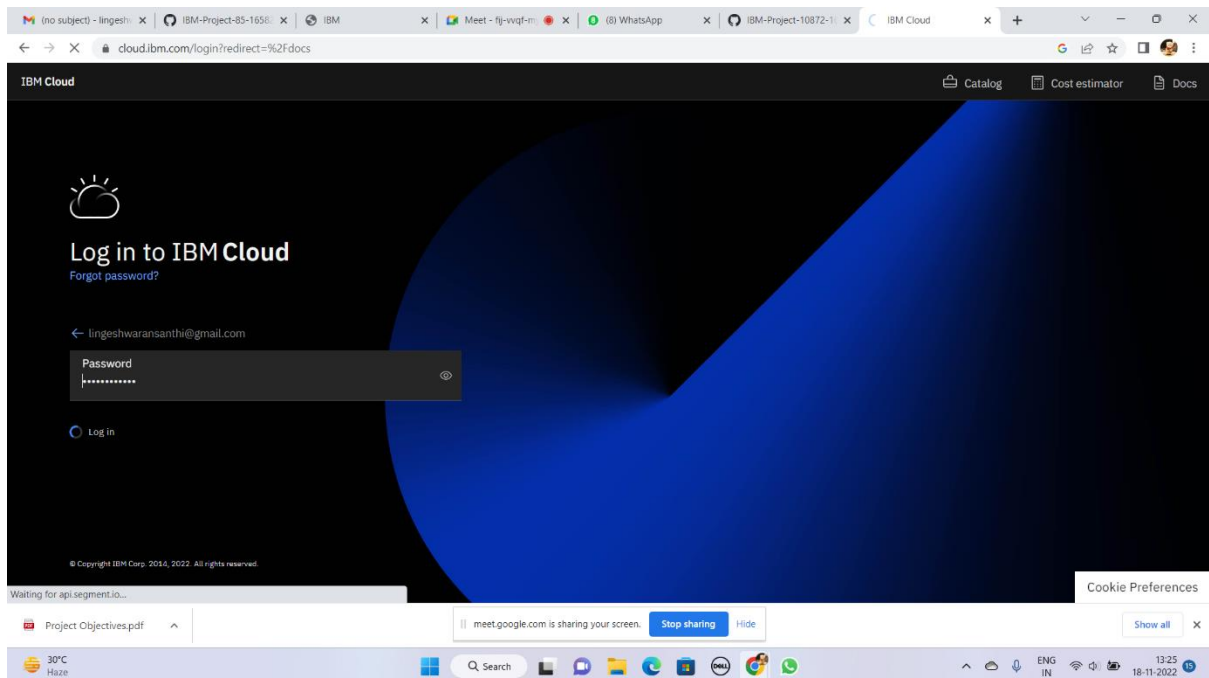 (no subject) - lingesh
IBM-Project-85-1658
IBM
Meet - fij-vvqf-m
(8) WhatsApp
IBM-Project-10872-1
IBM Cloud
cloud.ibm.com/login?redirect=%2Fdocs
IBM Cloud
Catalog
Cost estimator
Docs
Log in to IBM Cloud
Forgot password?
lingeshwaransanthi@gmail.com
Password
••••••••••••
Log in
© Copyright IBM Corp. 2014, 2022. All rights reserved.
Cookie Preferences
Waiting for api.segment.io...
PDF
Project Objectives.pdf
meet.google.com is sharing your screen.
Stop sharing
Hide
Show all
30°C
Haze
Search
DELL
ENG
IN
13:25
18-11-2022
15